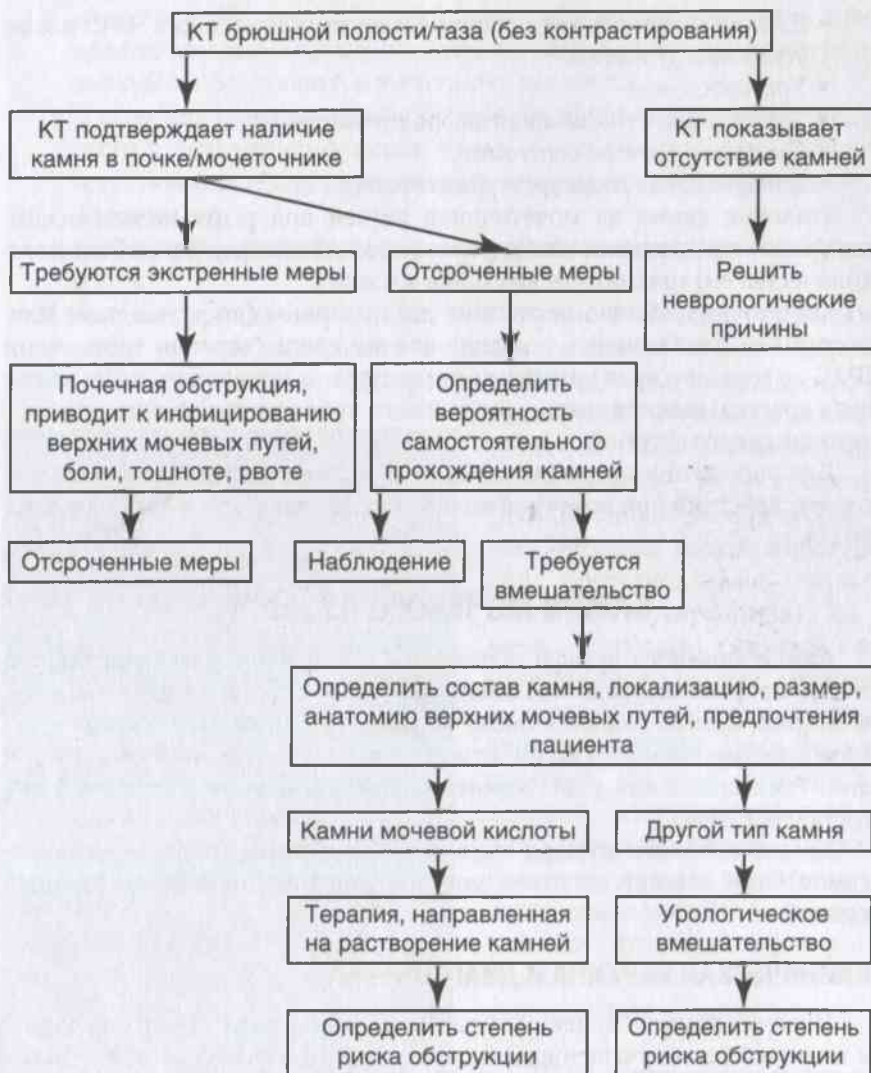 КТ брюшной полости/таза (без контрастирования)
КТ подтверждает наличие
камня в почке/мочеточнике
КТ показывает
отсутствие камней
Требуются экстренные меры
Отсроченные меры
Решить
неврологические
причины
Почечная обструкция,
приводит к инфицированию
верхних мочевых путей,
боли, тошноте, рвоте
Определить
вероятность
самостоятельного
прохождения камней
Отсроченные меры
Наблюдение
Требуется
вмешательство
Определить состав камня, локализацию, размер,
анатомию верхних мочевых путей, предпочтения
пациента
Камни мочевой кислоты
Другой тип камня
Терапия, направленная
на растворение камней
Урологическое
вмешательство
Определить степень
риска обструкции
Определить степень
риска обструкции